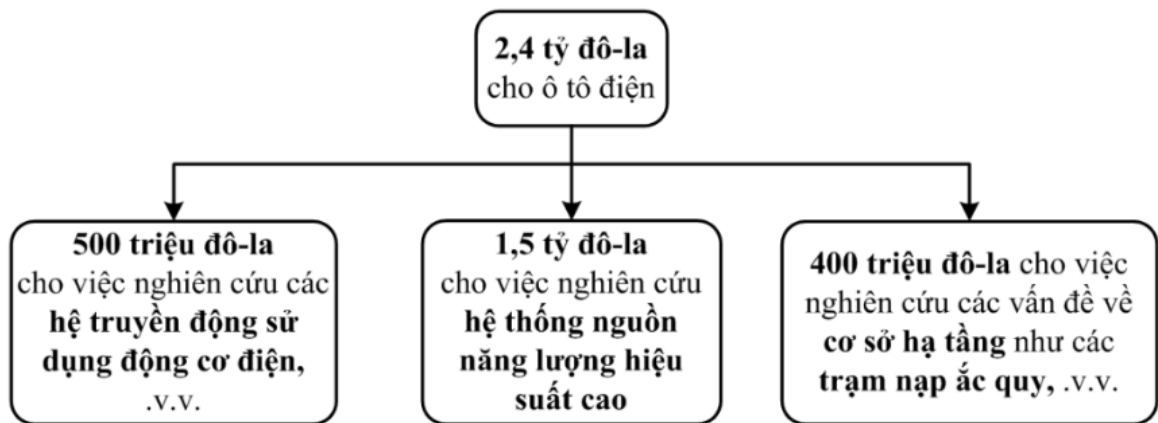 2,4 tỷ đô-la
cho ô tô điện
500 triệu đô-la
cho việc nghiên cứu các
hệ truyền động sử
dụng động cơ điện,
.v.v.
1,5 tỷ đô-la
cho việc nghiên cứu
hệ thống nguồn
năng lượng hiệu
suất cao
400 triệu đô-la cho việc
nghiên cứu các vấn đề về
cơ sở hạ tầng như các
trạm nạp ắc quy, .v.v.